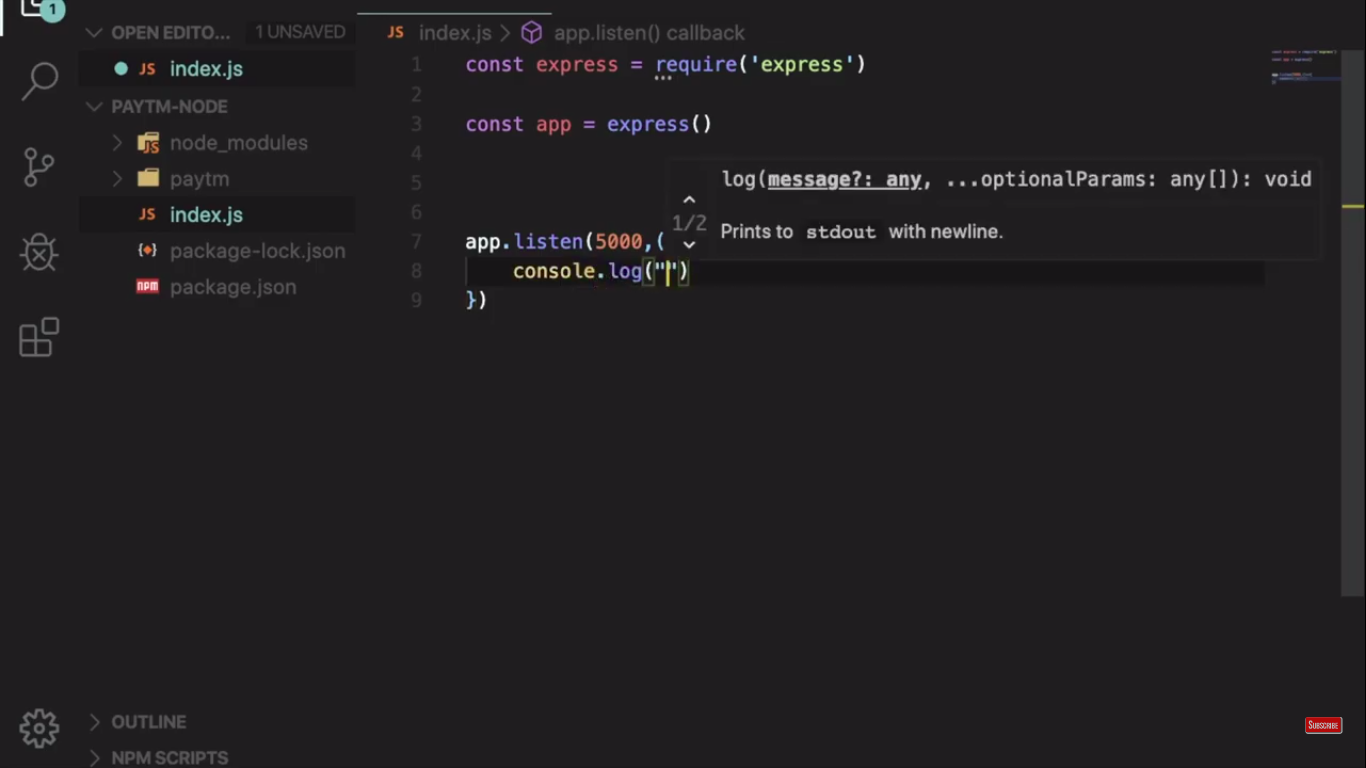 1
OPEN EDITO... 1 UNSAVED
JS index.js
PAYTM-NODE
JS node_modules
paytm
JS index.js
package-lock.json
npm package.json
OUTLINE
NPM SCRIPTS
JS index.js > app.listen() callback
1 const express = require('express')
2
3 const app = express()
4
5
6
7 app.listen(5000,(
8 console.log("")
9 })
log(message?: any, ...optionalParams: any[]): void
1/2
Prints to stdout with newline.
SUBSCRIBE